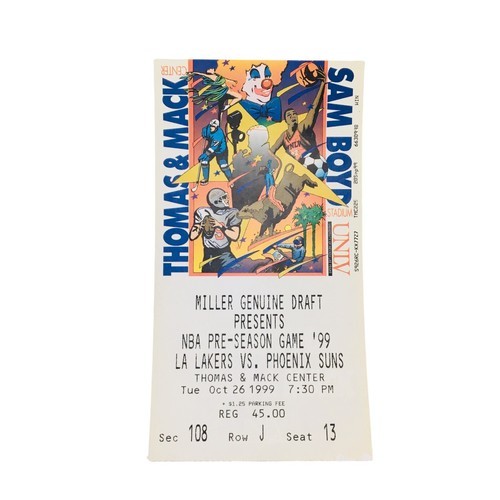 THOMAS & MACK
CENTER
SAM BOYD
STADIUM
UNLV
MILLER GENUINE DRAFT
PRESENTS
NBA PRE-SEASON GAME '99
LA LAKERS VS. PHOENIX SUNS
THOMAS & MACK CENTER
Tue Oct 26 1999 7:30 PM
+ $1.25 PARKING FEE
REG 45.00
Sec 108 Row J Seat 13